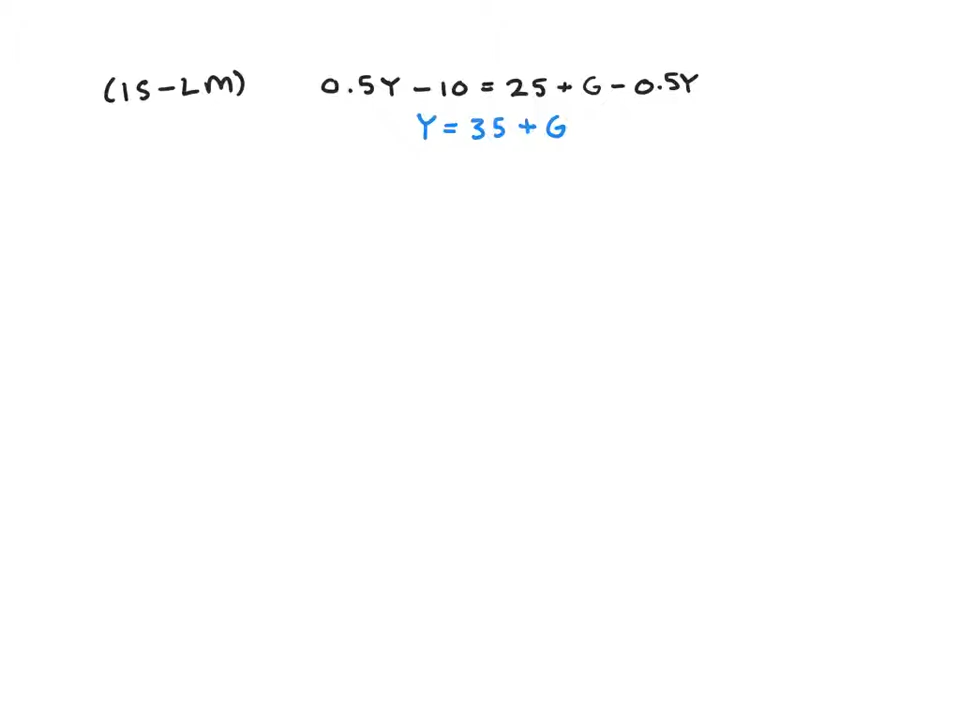 (IS-LM) 0.5Y - 10 = 25 + G - 0.5Y
Y = 35 + G